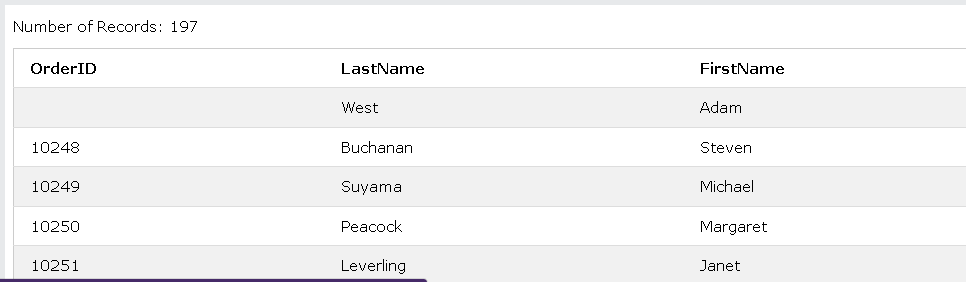 Number of Records: 197
OrderID LastName FirstName
West Adam
10248 Buchanan Steven
10249 Suyama Michael
10250 Peacock Margaret
10251 Leverling Janet